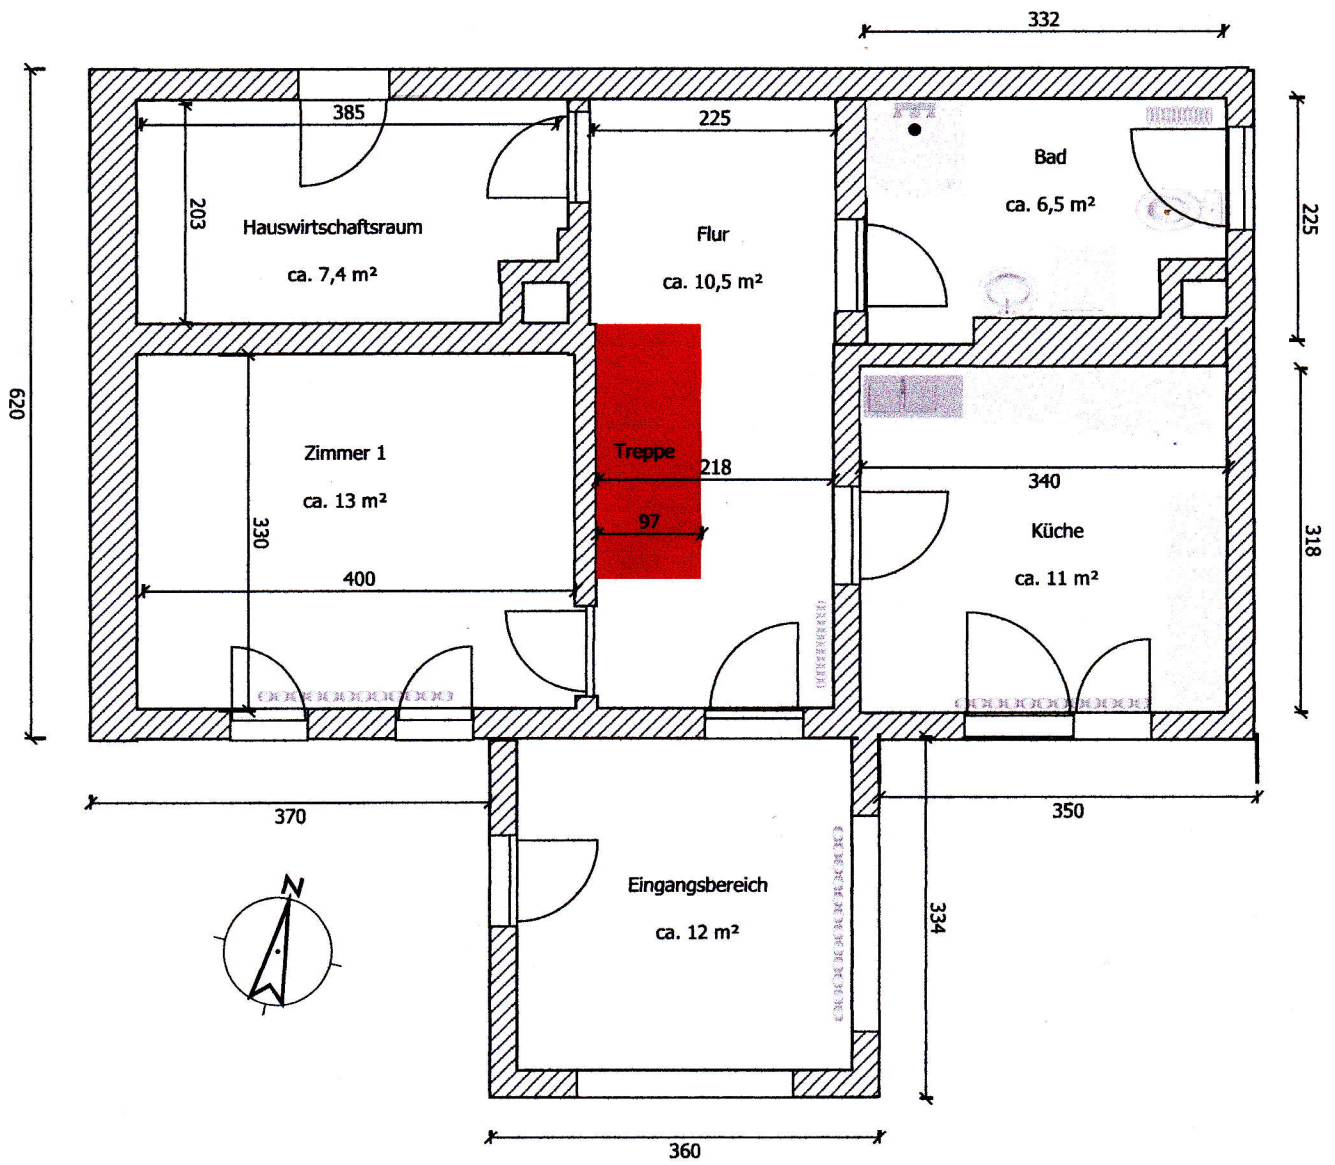 332
385
225
Bad
ca. 6,5 m²
203
Hauswirtschaftsraum
ca. 7,4 m²
Flur
ca. 10,5 m²
225
620
Zimmer 1
ca. 13 m²
Treppe
218
340
330
97
Küche
ca. 11 m²
318
400
370
350
Eingangsbereich
ca. 12 m²
334
N
360